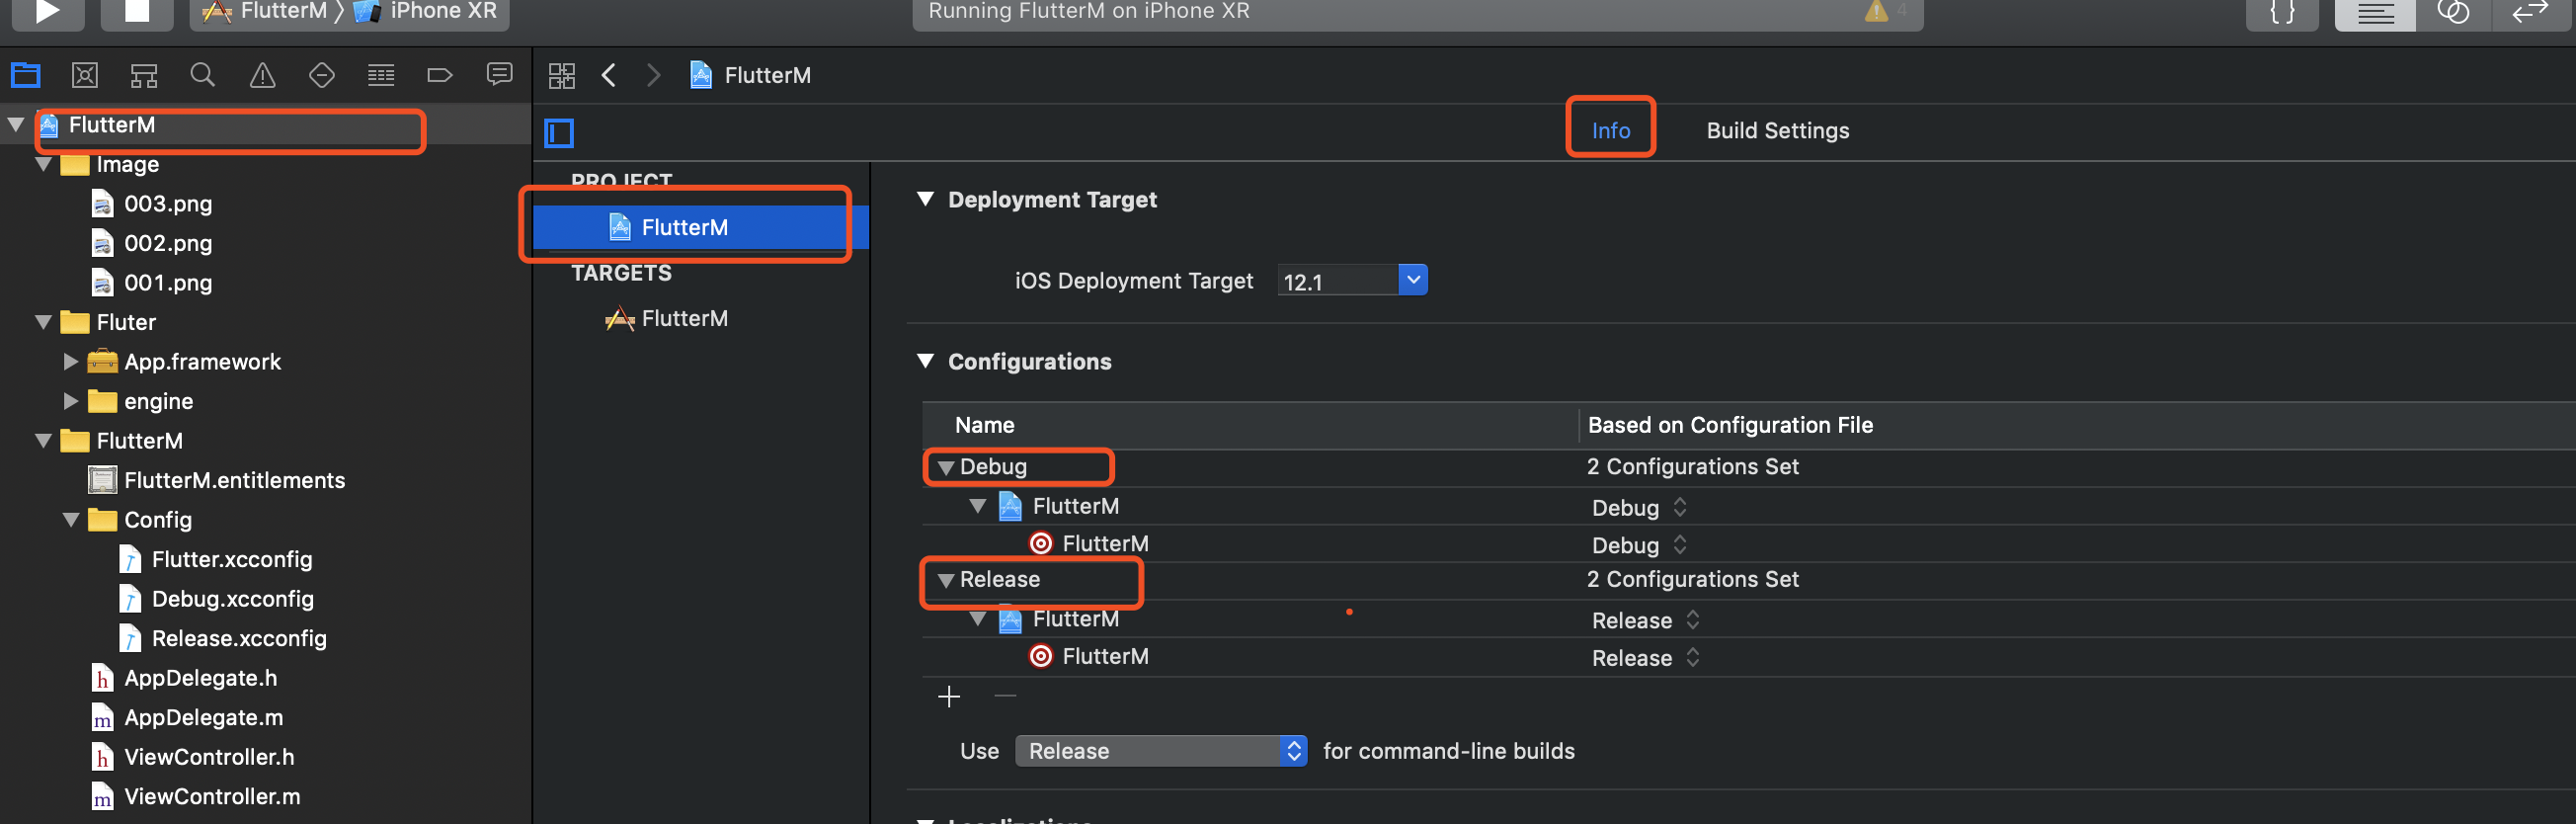 FlutterM 〉 iPhone XR
Running FlutterM on iPhone XR
4
{ }
FlutterM
FlutterM
Info
Build Settings
Image
003.png
002.png
001.png
Fluter
App.framework
engine
FlutterM
FlutterM.entitlements
Config
Flutter.xcconfig
Debug.xcconfig
Release.xcconfig
AppDelegate.h
AppDelegate.m
ViewController.h
ViewController.m
PROJECT
FlutterM
TARGETS
FlutterM
Deployment Target
iOS Deployment Target 12.1
Configurations
Name Based on Configuration File
Debug 2 Configurations Set
FlutterM Debug
FlutterM Debug
Release 2 Configurations Set
FlutterM Release
FlutterM Release
Use Release for command-line builds
Localizations